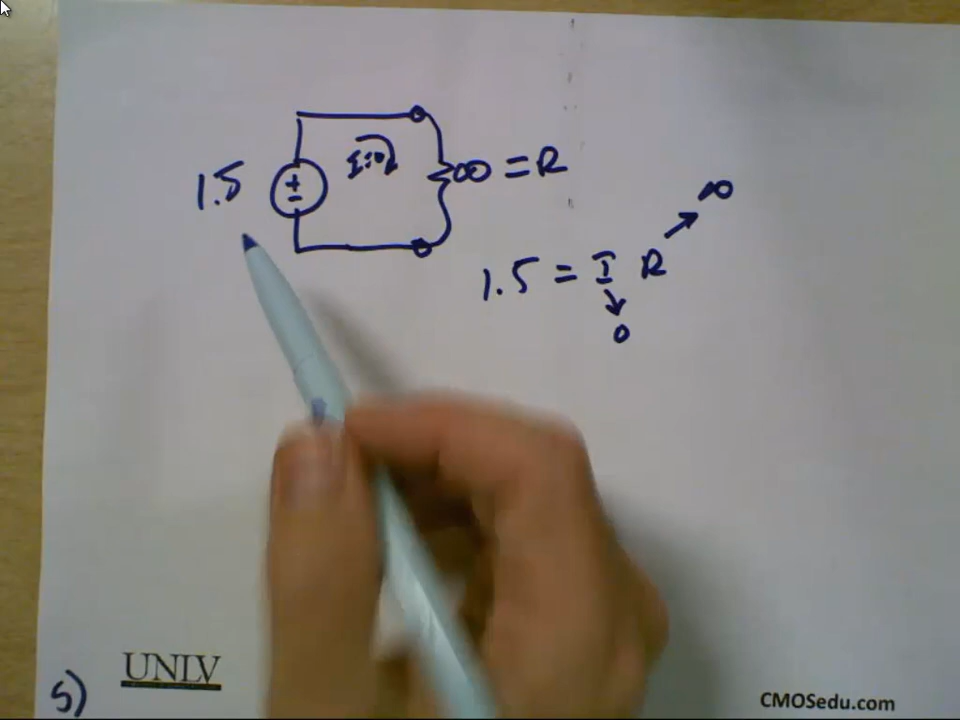 1.5
+
-
I=0
∞ = R
∞
1.5 = I R
0
5)
UNLV
CMOSedu.com